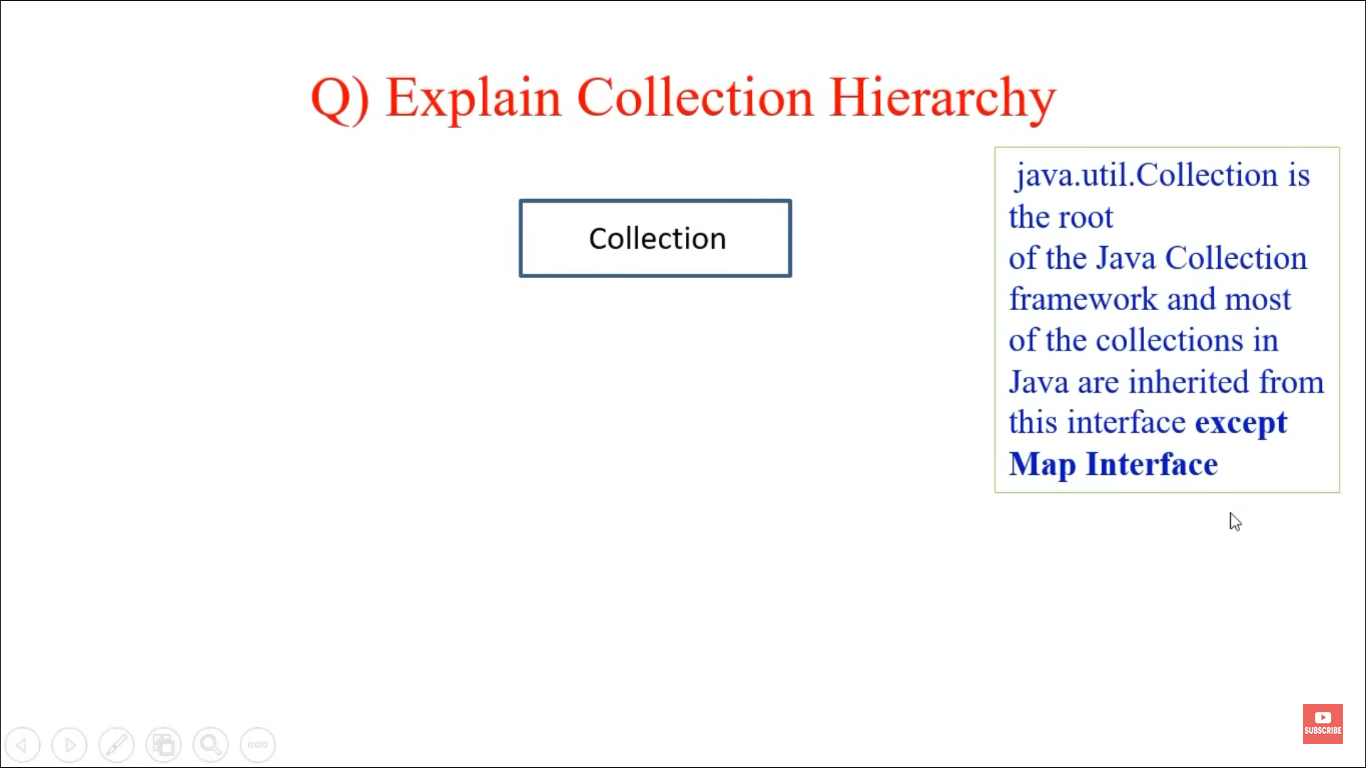 Q) Explain Collection Hierarchy
Collection
java.util.Collection is
the root
of the Java Collection
framework and most
of the collections in
Java are inherited from
this interface except
Map Interface
SUBSCRIBE